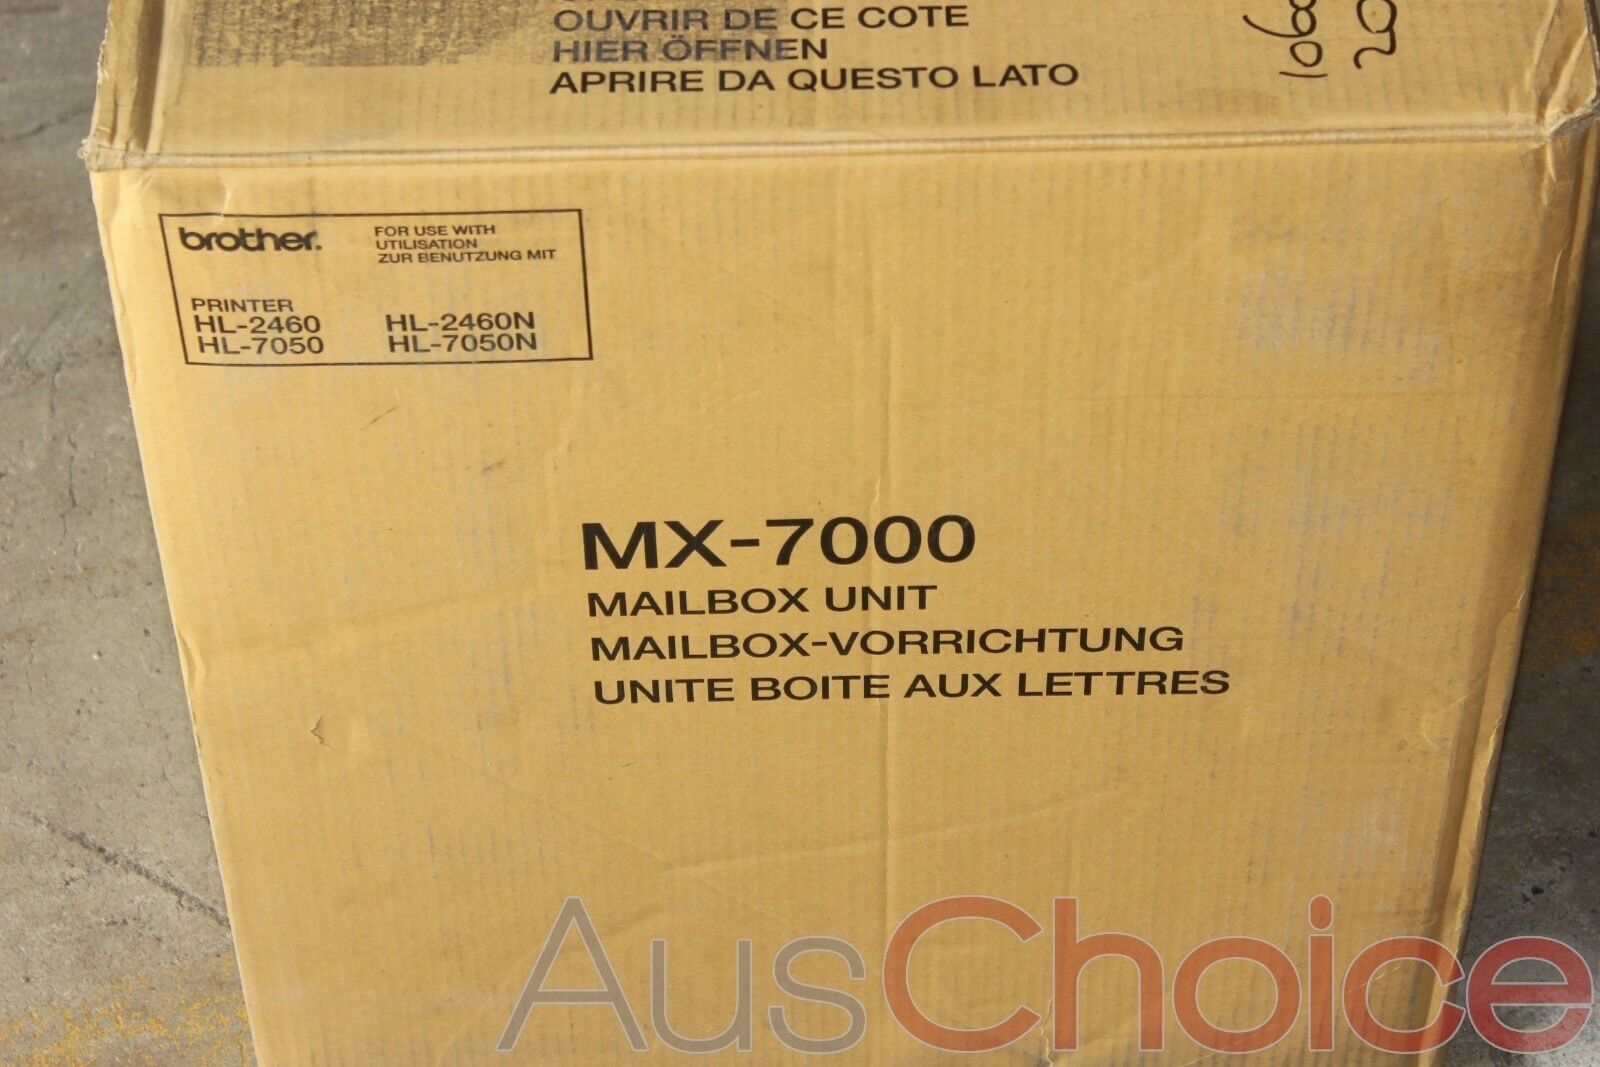 OUVRIR DE CE COTE
HIER ÖFFNEN
APRIRE DA QUESTO LATO
brother.
FOR USE WITH
UTILISATION
ZUR BENUTZUNG MIT
PRINTER
HL-2460 HL-2460N
HL-7050 HL-7050N
MX-7000
MAILBOX UNIT
MAILBOX-VORRICHTUNG
UNITE BOITE AUX LETTRES
AusChoice